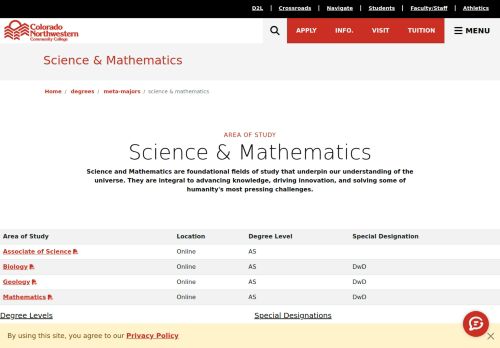 D2L | Crossroads | Navigate | Students | Faculty/Staff | Athletics
Colorado
Northwestern
Community College
APPLY INFO. VISIT TUITION MENU
Science & Mathematics
Home / degrees / meta-majors / science & mathematics
AREA OF STUDY
Science & Mathematics
Science and Mathematics are foundational fields of study that underpin our understanding of the
universe. They are integral to advancing knowledge, driving innovation, and solving some of
humanity's most pressing challenges.
Area of Study Location Degree Level Special Designation
Associate of Science Online AS
Biology Online AS DwD
Geology Online AS DwD
Mathematics Online AS DwD
Degree Levels Special Designations
By using this site, you agree to our Privacy Policy